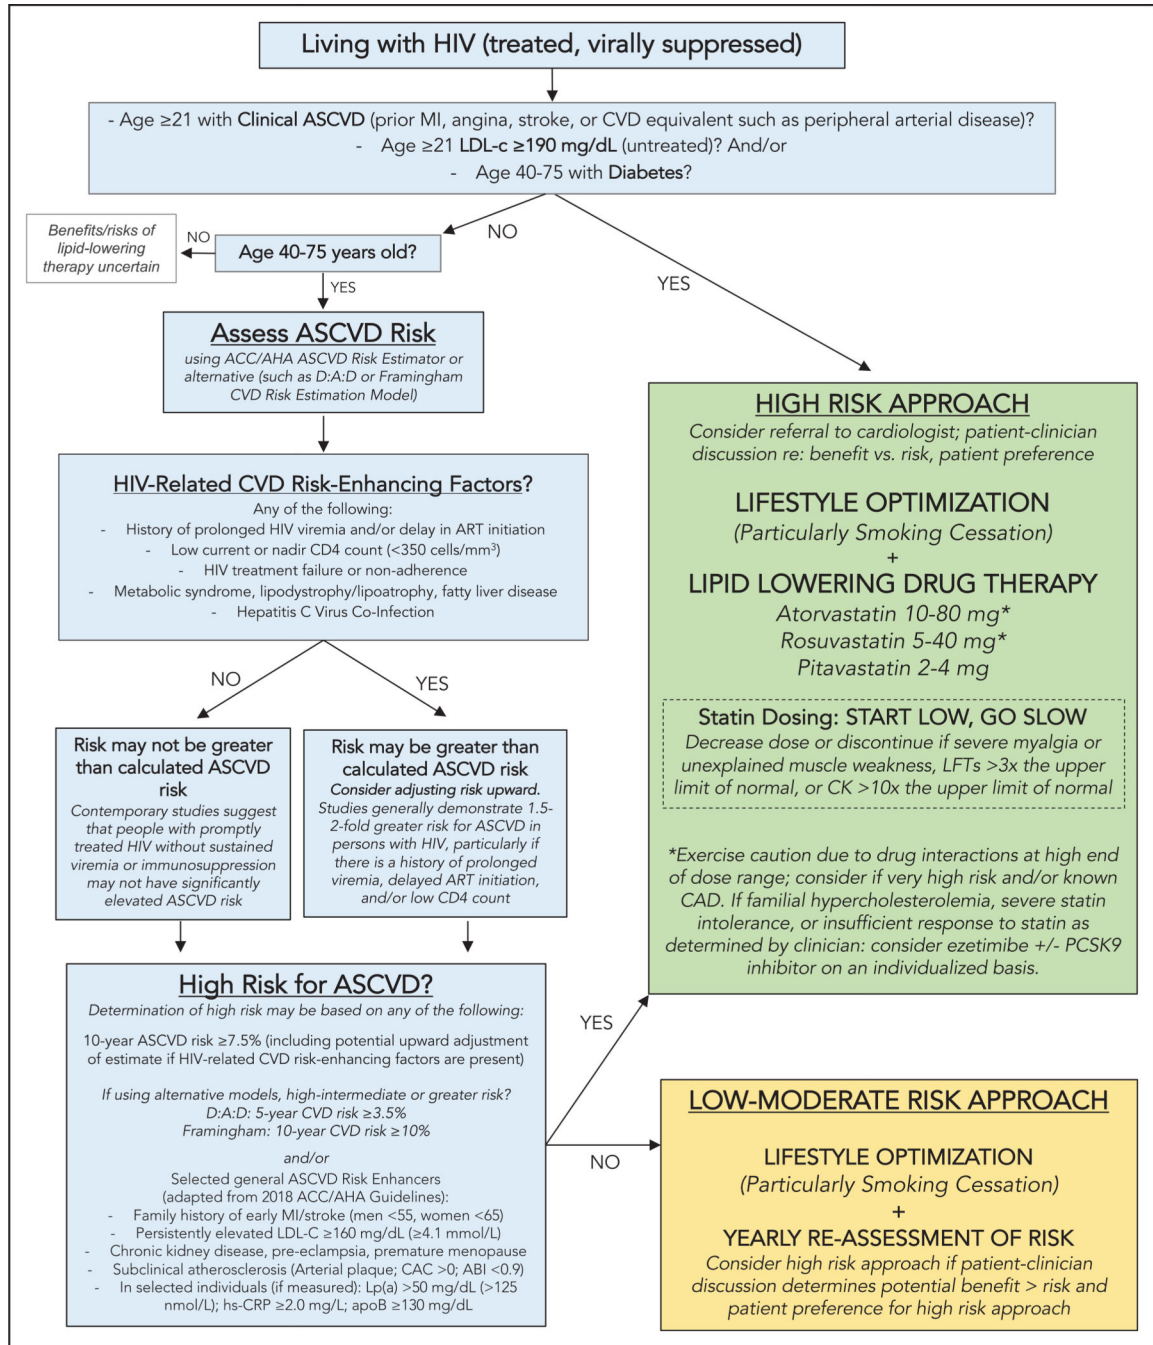 Living with HIV (treated, virally suppressed)
- Age ≥21 with Clinical ASCVD (prior MI, angina, stroke, or CVD equivalent such as peripheral arterial disease)?
- Age ≥21 LDL-c ≥190 mg/dL (untreated)? And/or
- Age 40-75 with Diabetes?
NO
YES
Age 40-75 years old?
NO
Benefits/risks of
lipid-lowering
therapy uncertain
YES
Assess ASCVD Risk
using ACC/AHA ASCVD Risk Estimator or
alternative (such as D:A:D or Framingham
CVD Risk Estimation Model)
HIV-Related CVD Risk-Enhancing Factors?
Any of the following:
- History of prolonged HIV viremia and/or delay in ART initiation
- Low current or nadir CD4 count (<350 cells/mm³)
- HIV treatment failure or non-adherence
- Metabolic syndrome, lipodystrophy/lipoatrophy, fatty liver disease
- Hepatitis C Virus Co-Infection
NO
YES
Risk may not be greater
than calculated ASCVD
risk
Contemporary studies suggest
that people with promptly
treated HIV without sustained
viremia or immunosuppression
may not have significantly
elevated ASCVD risk
Risk may be greater than
calculated ASCVD risk
Consider adjusting risk upward.
Studies generally demonstrate 1.5-
2-fold greater risk for ASCVD in
persons with HIV, particularly if
there is a history of prolonged
viremia, delayed ART initiation,
and/or low CD4 count
High Risk for ASCVD?
Determination of high risk may be based on any of the following:
10-year ASCVD risk ≥7.5% (including potential upward adjustment
of estimate if HIV-related CVD risk-enhancing factors are present)
If using alternative models, high-intermediate or greater risk?
D:A:D: 5-year CVD risk ≥3.5%
Framingham: 10-year CVD risk ≥10%
and/or
Selected general ASCVD Risk Enhancers
(adapted from 2018 ACC/AHA Guidelines):
- Family history of early MI/stroke (men <55, women <65)
- Persistently elevated LDL-C ≥160 mg/dL (≥4.1 mmol/L)
- Chronic kidney disease, pre-eclampsia, premature menopause
- Subclinical atherosclerosis (Arterial plaque; CAC >0; ABI <0.9)
- In selected individuals (if measured): Lp(a) >50 mg/dL (>125
nmol/L); hs-CRP ≥2.0 mg/L; apoB ≥130 mg/dL
YES
NO
HIGH RISK APPROACH
Consider referral to cardiologist; patient-clinician
discussion re: benefit vs. risk, patient preference
LIFESTYLE OPTIMIZATION
(Particularly Smoking Cessation)
+
LIPID LOWERING DRUG THERAPY
Atorvastatin 10-80 mg*
Rosuvastatin 5-40 mg*
Pitavastatin 2-4 mg
Statin Dosing: START LOW, GO SLOW
Decrease dose or discontinue if severe myalgia or
unexplained muscle weakness, LFTs >3x the upper
limit of normal, or CK >10x the upper limit of normal
*Exercise caution due to drug interactions at high end
of dose range; consider if very high risk and/or known
CAD. If familial hypercholesterolemia, severe statin
intolerance, or insufficient response to statin as
determined by clinician: consider ezetimibe +/- PCSK9
inhibitor on an individualized basis.
LOW-MODERATE RISK APPROACH
LIFESTYLE OPTIMIZATION
(Particularly Smoking Cessation)
+
YEARLY RE-ASSESSMENT OF RISK
Consider high risk approach if patient-clinician
discussion determines potential benefit > risk and
patient preference for high risk approach